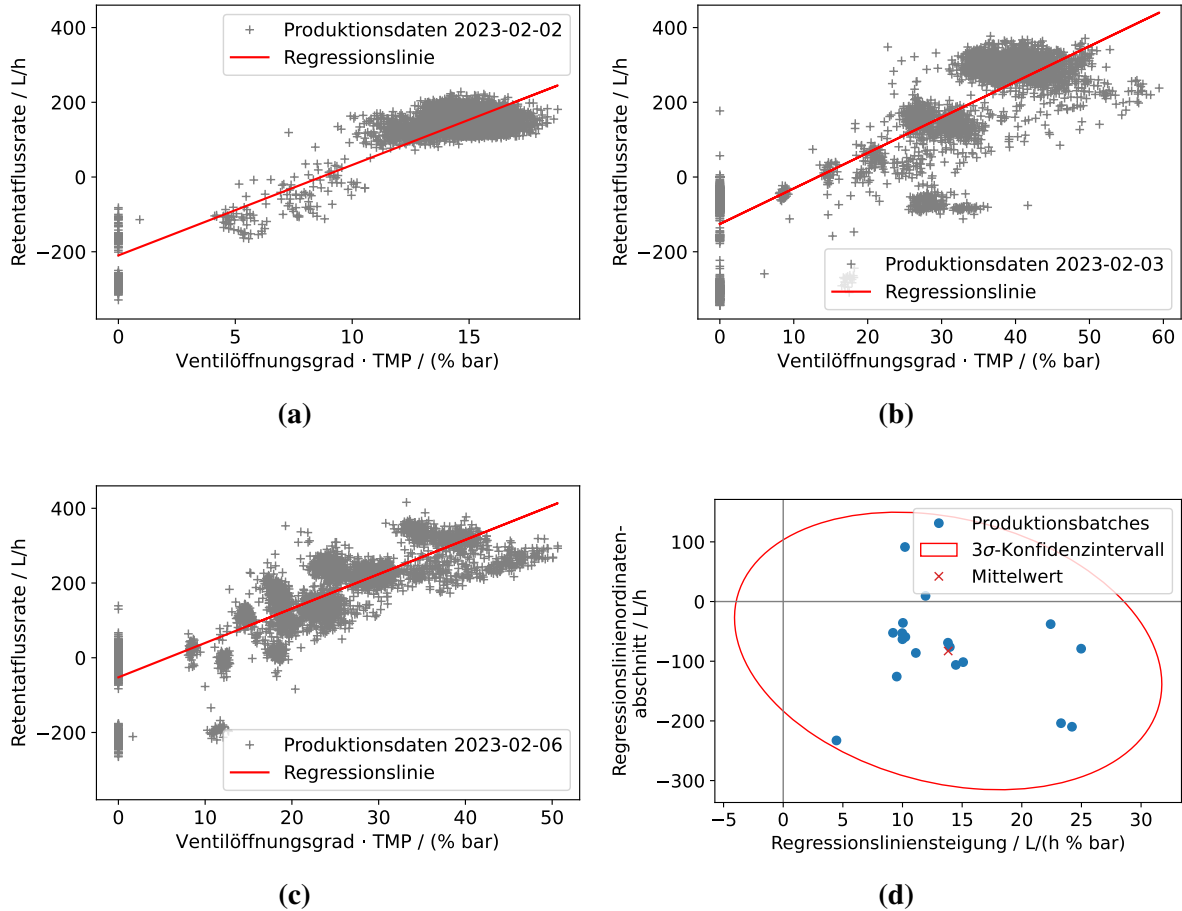 400
200
0
−200
Retentatflussrate / L/h
Produktionsdaten 2023-02-02
Regressionslinie
0
5
10
15
Ventilöffnungsgrad · TMP / (% bar)
(a)
400
200
0
−200
Retentatflussrate / L/h
Produktionsdaten 2023-02-03
Regressionslinie
0
10
20
30
40
50
60
Ventilöffnungsgrad · TMP / (% bar)
(b)
400
200
0
−200
Retentatflussrate / L/h
Produktionsdaten 2023-02-06
Regressionslinie
0
10
20
30
40
50
Ventilöffnungsgrad · TMP / (% bar)
(c)
100
0
−100
−200
−300
Regressionslinienordinaten-
abschnitt / L/h
Produktionsbatches
3σ-Konfidenzintervall
Mittelwert
−5
0
5
10
15
20
25
30
Regressionsliniensteigung / L/(h % bar)
(d)